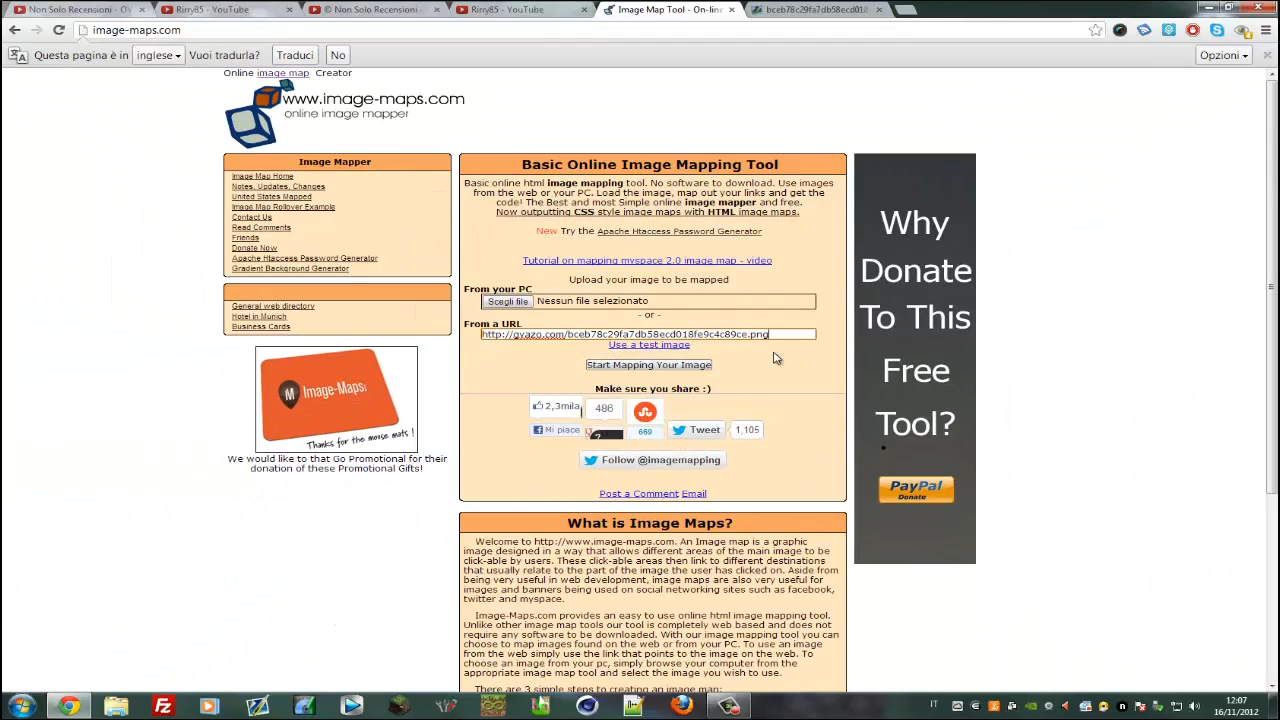 Non Solo Recensioni - OV
Rirry85 - YouTube
© Non Solo Recensioni -
Rirry85 - YouTube
Image Map Tool - On-line
bceb78c29fa7db58ecd018
image-maps.com
Questa pagina è in inglese Vuoi tradurla? Traduci No Opzioni
Online image map Creator
www.image-maps.com
online image mapper
Image Mapper
Image Map Home
Notes, Updates, Changes
United States Mapped
Image Map Rollover Example
Contact Us
Read Comments
Friends
Donate Now
Apache Htaccess Password Generator
Gradient Background Generator
General web directory
Hotel in Munich
Business Cards
Image-Maps!
Thanks for the mouse mats!
We would like to that Go Promotional for their
donation of these Promotional Gifts!
Basic Online Image Mapping Tool
Basic online html image mapping tool. No software to download. Use images
from the web or your PC. Load the image, map out your links and get the
code! The Best and most Simple online image mapper and free.
Now outputting CSS style image maps with HTML image maps.
New Try the Apache Htaccess Password Generator
Tutorial on mapping myspace 2.0 image map - video
Upload your image to be mapped
From your PC
Scegli file Nessun file selezionato
- or -
From a URL
http://gyazo.com/bceb78c29fa7db58ecd018fe9c4c89ce.png
Use a test image
Start Mapping Your Image
Make sure you share :)
2,3mila 486
Mi piace 669 Tweet 1,105
Follow @imagemapping
Post a Comment Email
What is Image Maps?
Welcome to http://www.image-maps.com. An Image map is a graphic
image designed in a way that allows different areas of the main image to be
click-able by users. These click-able areas then link to different destinations
that usually relate to the part of the image the user has clicked on. Aside from
being very useful in web development, image maps are also very useful for
images and banners being used on social networking sites such as facebook,
twitter and myspace.
Image-Maps.com provides an easy to use online html image mapping tool.
Unlike other image map tools our tool is completely web based and does not
require any software to be downloaded. With our image mapping tool you can
choose to map images found on the web or from your PC. To use an image
from the web simply use the link that points to the image on the web. To
choose an image from your pc, simply browse your computer from the
appropriate image map tool and select the image you wish to use.
There are 3 simple steps to creating an image map:
Why
Donate
To This
Free
Tool?
PayPal
Donate
IT
12:07
16/11/2012